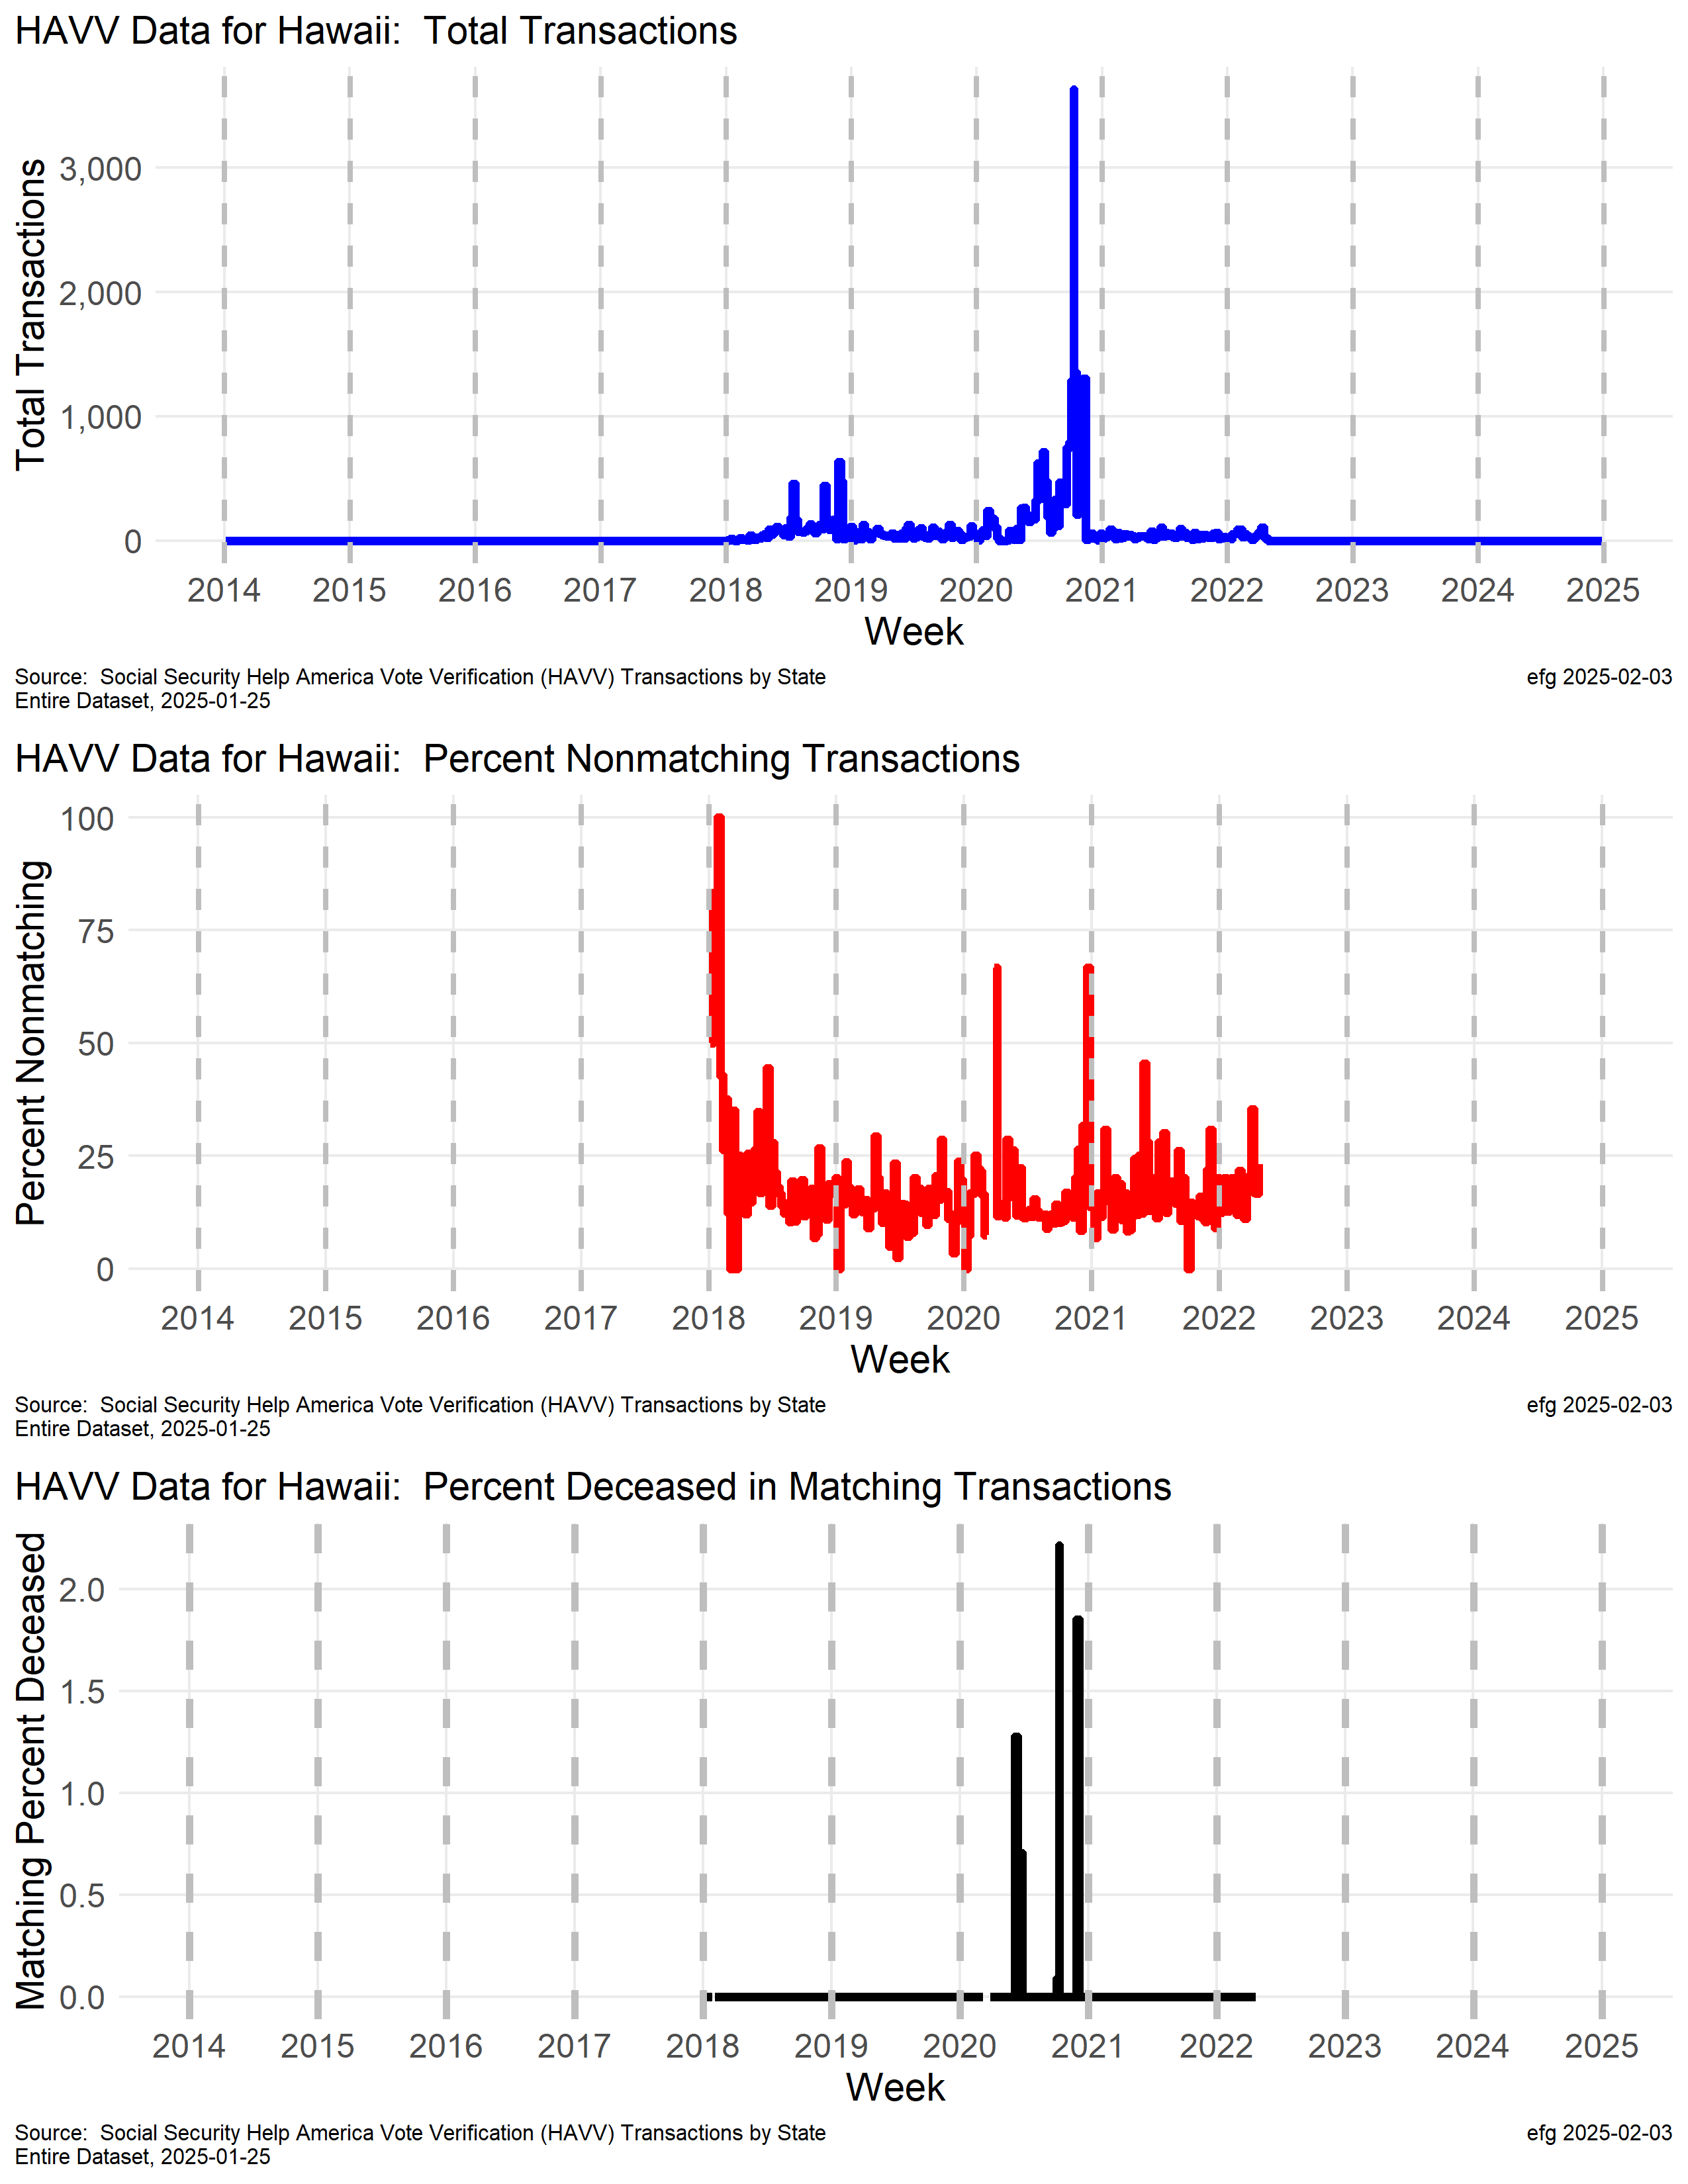 HAVV Data for Hawaii:  Total Transactions
Total Transactions
3,000
2,000
1,000
0
2014 2015 2016 2017 2018 2019 2020 2021 2022 2023 2024 2025
Week
Source:  Social Security Help America Vote Verification (HAVV) Transactions by State
Entire Dataset, 2025-01-25
efg 2025-02-03
HAVV Data for Hawaii:  Percent Nonmatching Transactions
Percent Nonmatching
100
75
50
25
0
2014 2015 2016 2017 2018 2019 2020 2021 2022 2023 2024 2025
Week
Source:  Social Security Help America Vote Verification (HAVV) Transactions by State
Entire Dataset, 2025-01-25
efg 2025-02-03
HAVV Data for Hawaii:  Percent Deceased in Matching Transactions
Matching Percent Deceased
2.0
1.5
1.0
0.5
0.0
2014 2015 2016 2017 2018 2019 2020 2021 2022 2023 2024 2025
Week
Source:  Social Security Help America Vote Verification (HAVV) Transactions by State
Entire Dataset, 2025-01-25
efg 2025-02-03